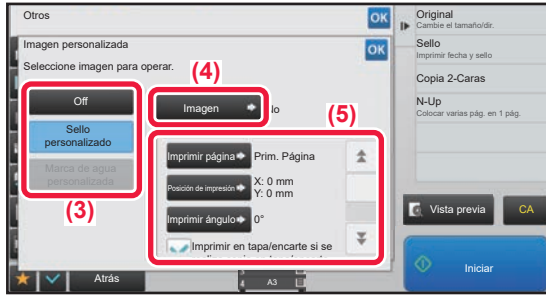 Otros
OK
Imagen personalizada
OK
Seleccione imagen para operar.
(4)
Off
Imagen
(5)
Sello
personalizado
Marca de agua
personalizada
(3)
Imprimir página
Prim. Página
Posición de impresión
X: 0 mm
Y: 0 mm
Imprimir ángulo
0°
Imprimir en tapa/encarte si se
Atrás
4
A3
Original
Cambie el tamaño/dir.
Sello
Imprimir fecha y sello
Copia 2-Caras
N-Up
Colocar varias pág. en 1 pág.
Vista previa
CA
Iniciar